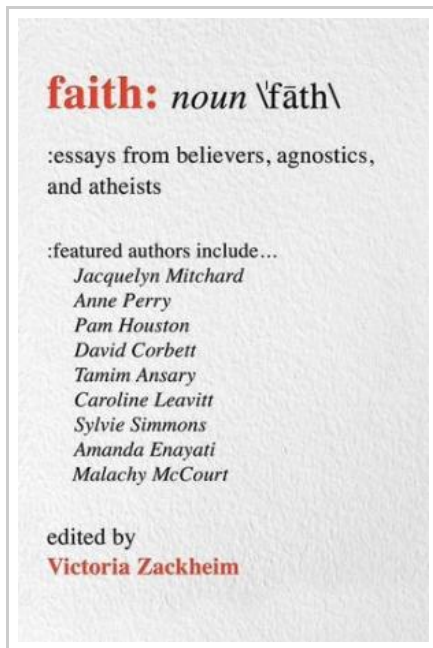 faith: noun \'fāth\
:essays from believers, agnostics,
and atheists
:featured authors include...
Jacquelyn Mitchard
Anne Perry
Pam Houston
David Corbett
Tamim Ansary
Caroline Leavitt
Sylvie Simmons
Amanda Enayati
Malachy McCourt
edited by
Victoria Zackheim